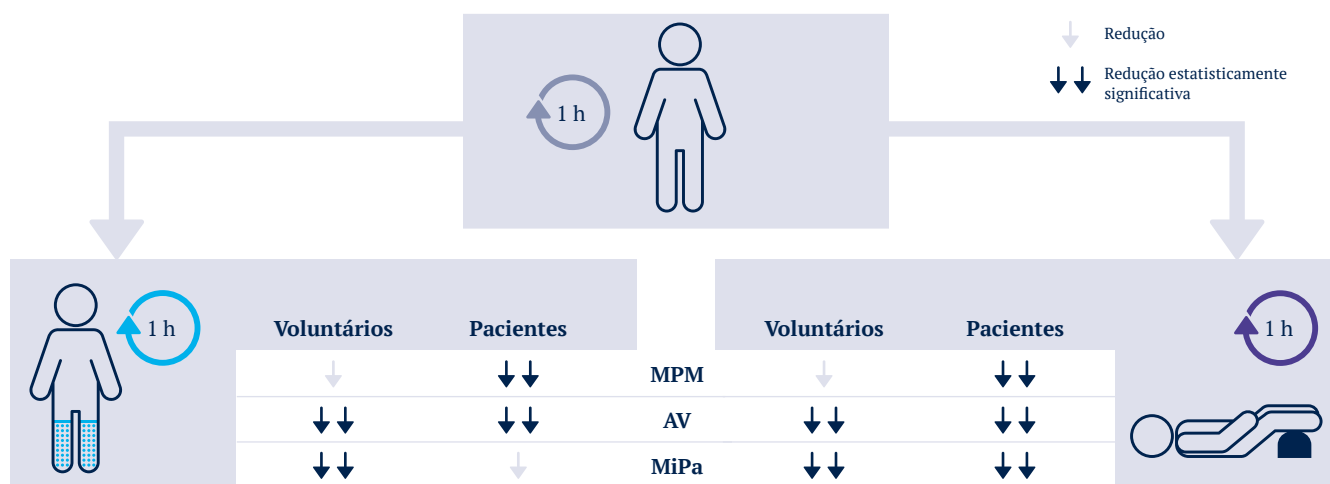 1 h
Redução
Redução estatisticamente
significativa
1 h
Voluntários Pacientes
Voluntários Pacientes
1 h
MPM
AV
MiPa